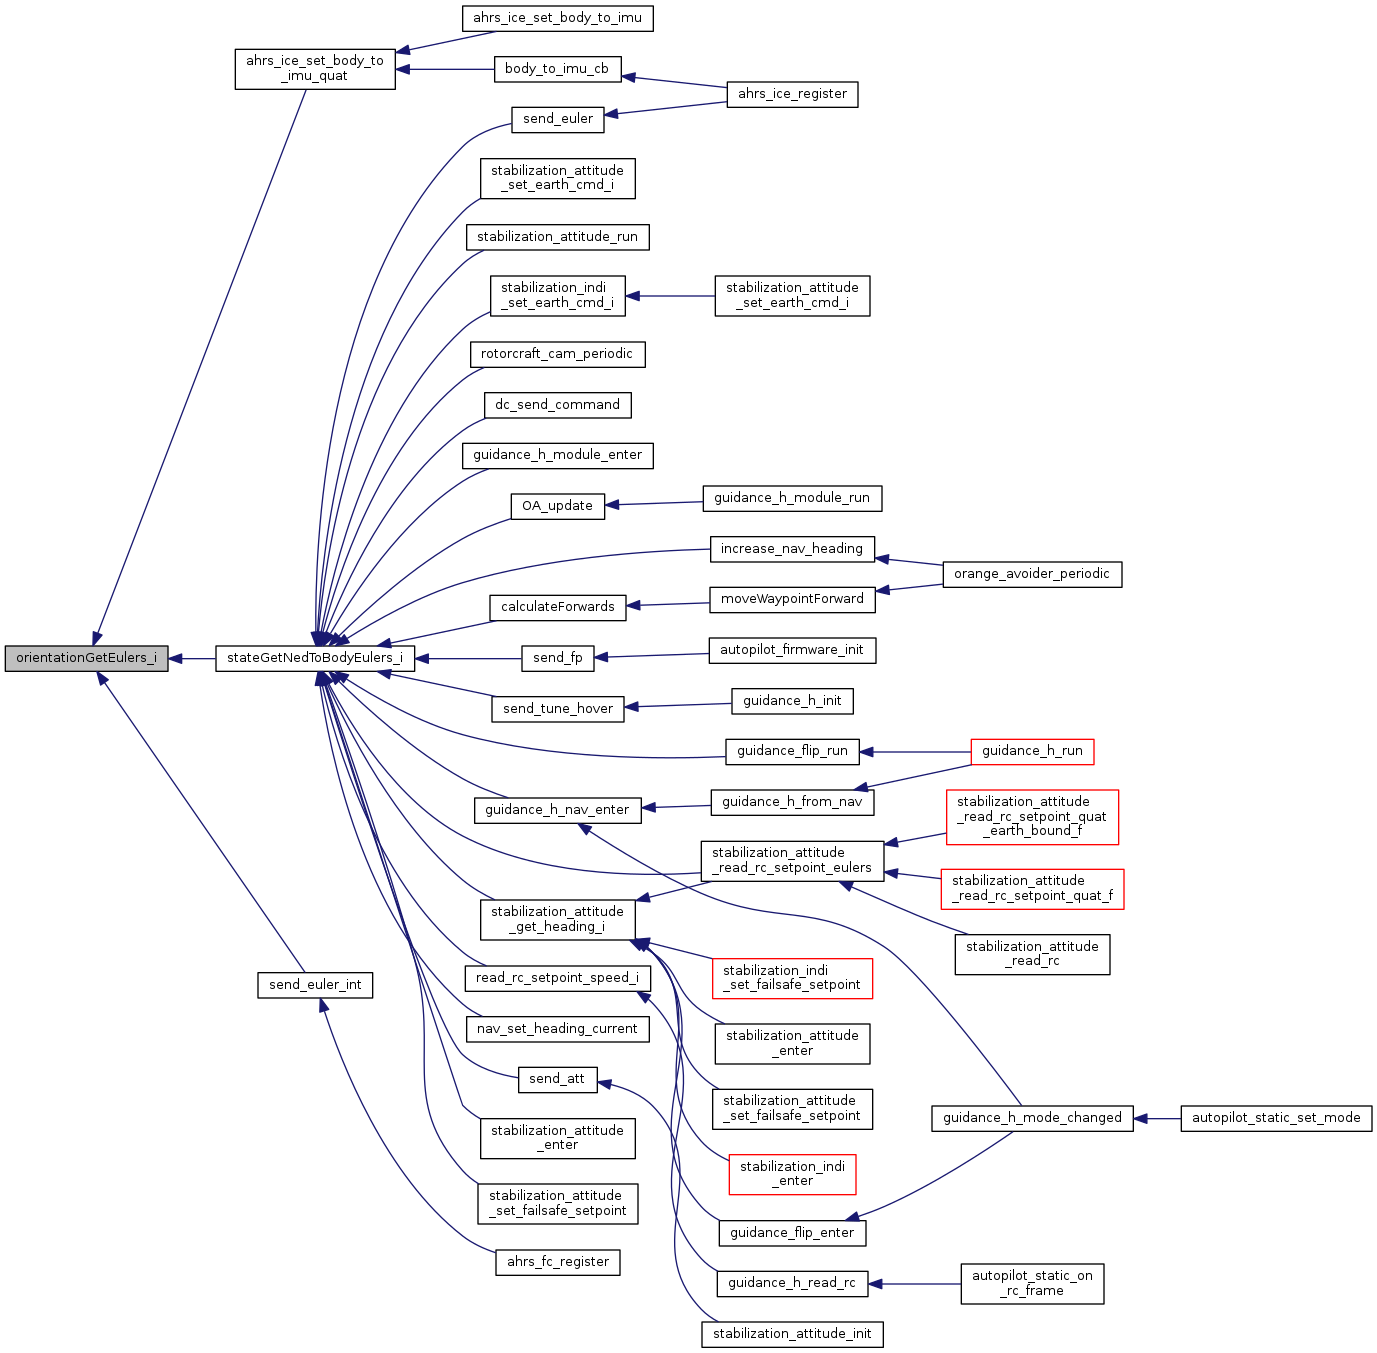 ahrs_ice_set_body_to_imu
ahrs_ice_set_body_to
_imu_quat
body_to_imu_cb
ahrs_ice_register
send_euler
stabilization_attitude
_set_earth_cmd_i
stabilization_attitude_run
stabilization_indi
_set_earth_cmd_i
stabilization_attitude
_set_earth_cmd_i
rotorcraft_cam_periodic
dc_send_command
guidance_h_module_enter
OA_update
guidance_h_module_run
increase_nav_heading
orange_avoider_periodic
calculateForwards
moveWaypointForward
orientationGetEulers_i
stateGetNedToBodyEulers_i
send_fp
autopilot_firmware_init
send_tune_hover
guidance_h_init
guidance_flip_run
guidance_h_run
guidance_h_nav_enter
guidance_h_from_nav
stabilization_attitude
_read_rc_setpoint_quat
_earth_bound_f
stabilization_attitude
_read_rc_setpoint_eulers
stabilization_attitude
_read_rc_setpoint_quat_f
stabilization_attitude
_get_heading_i
stabilization_attitude
_read_rc
read_rc_setpoint_speed_i
stabilization_indi
_set_failsafe_setpoint
send_euler_int
nav_set_heading_current
stabilization_attitude
_enter
send_att
stabilization_attitude
_set_failsafe_setpoint
guidance_h_mode_changed
autopilot_static_set_mode
stabilization_attitude
_enter
stabilization_indi
_enter
stabilization_attitude
_set_failsafe_setpoint
guidance_flip_enter
ahrs_fc_register
guidance_h_read_rc
autopilot_static_on
_rc_frame
stabilization_attitude_init